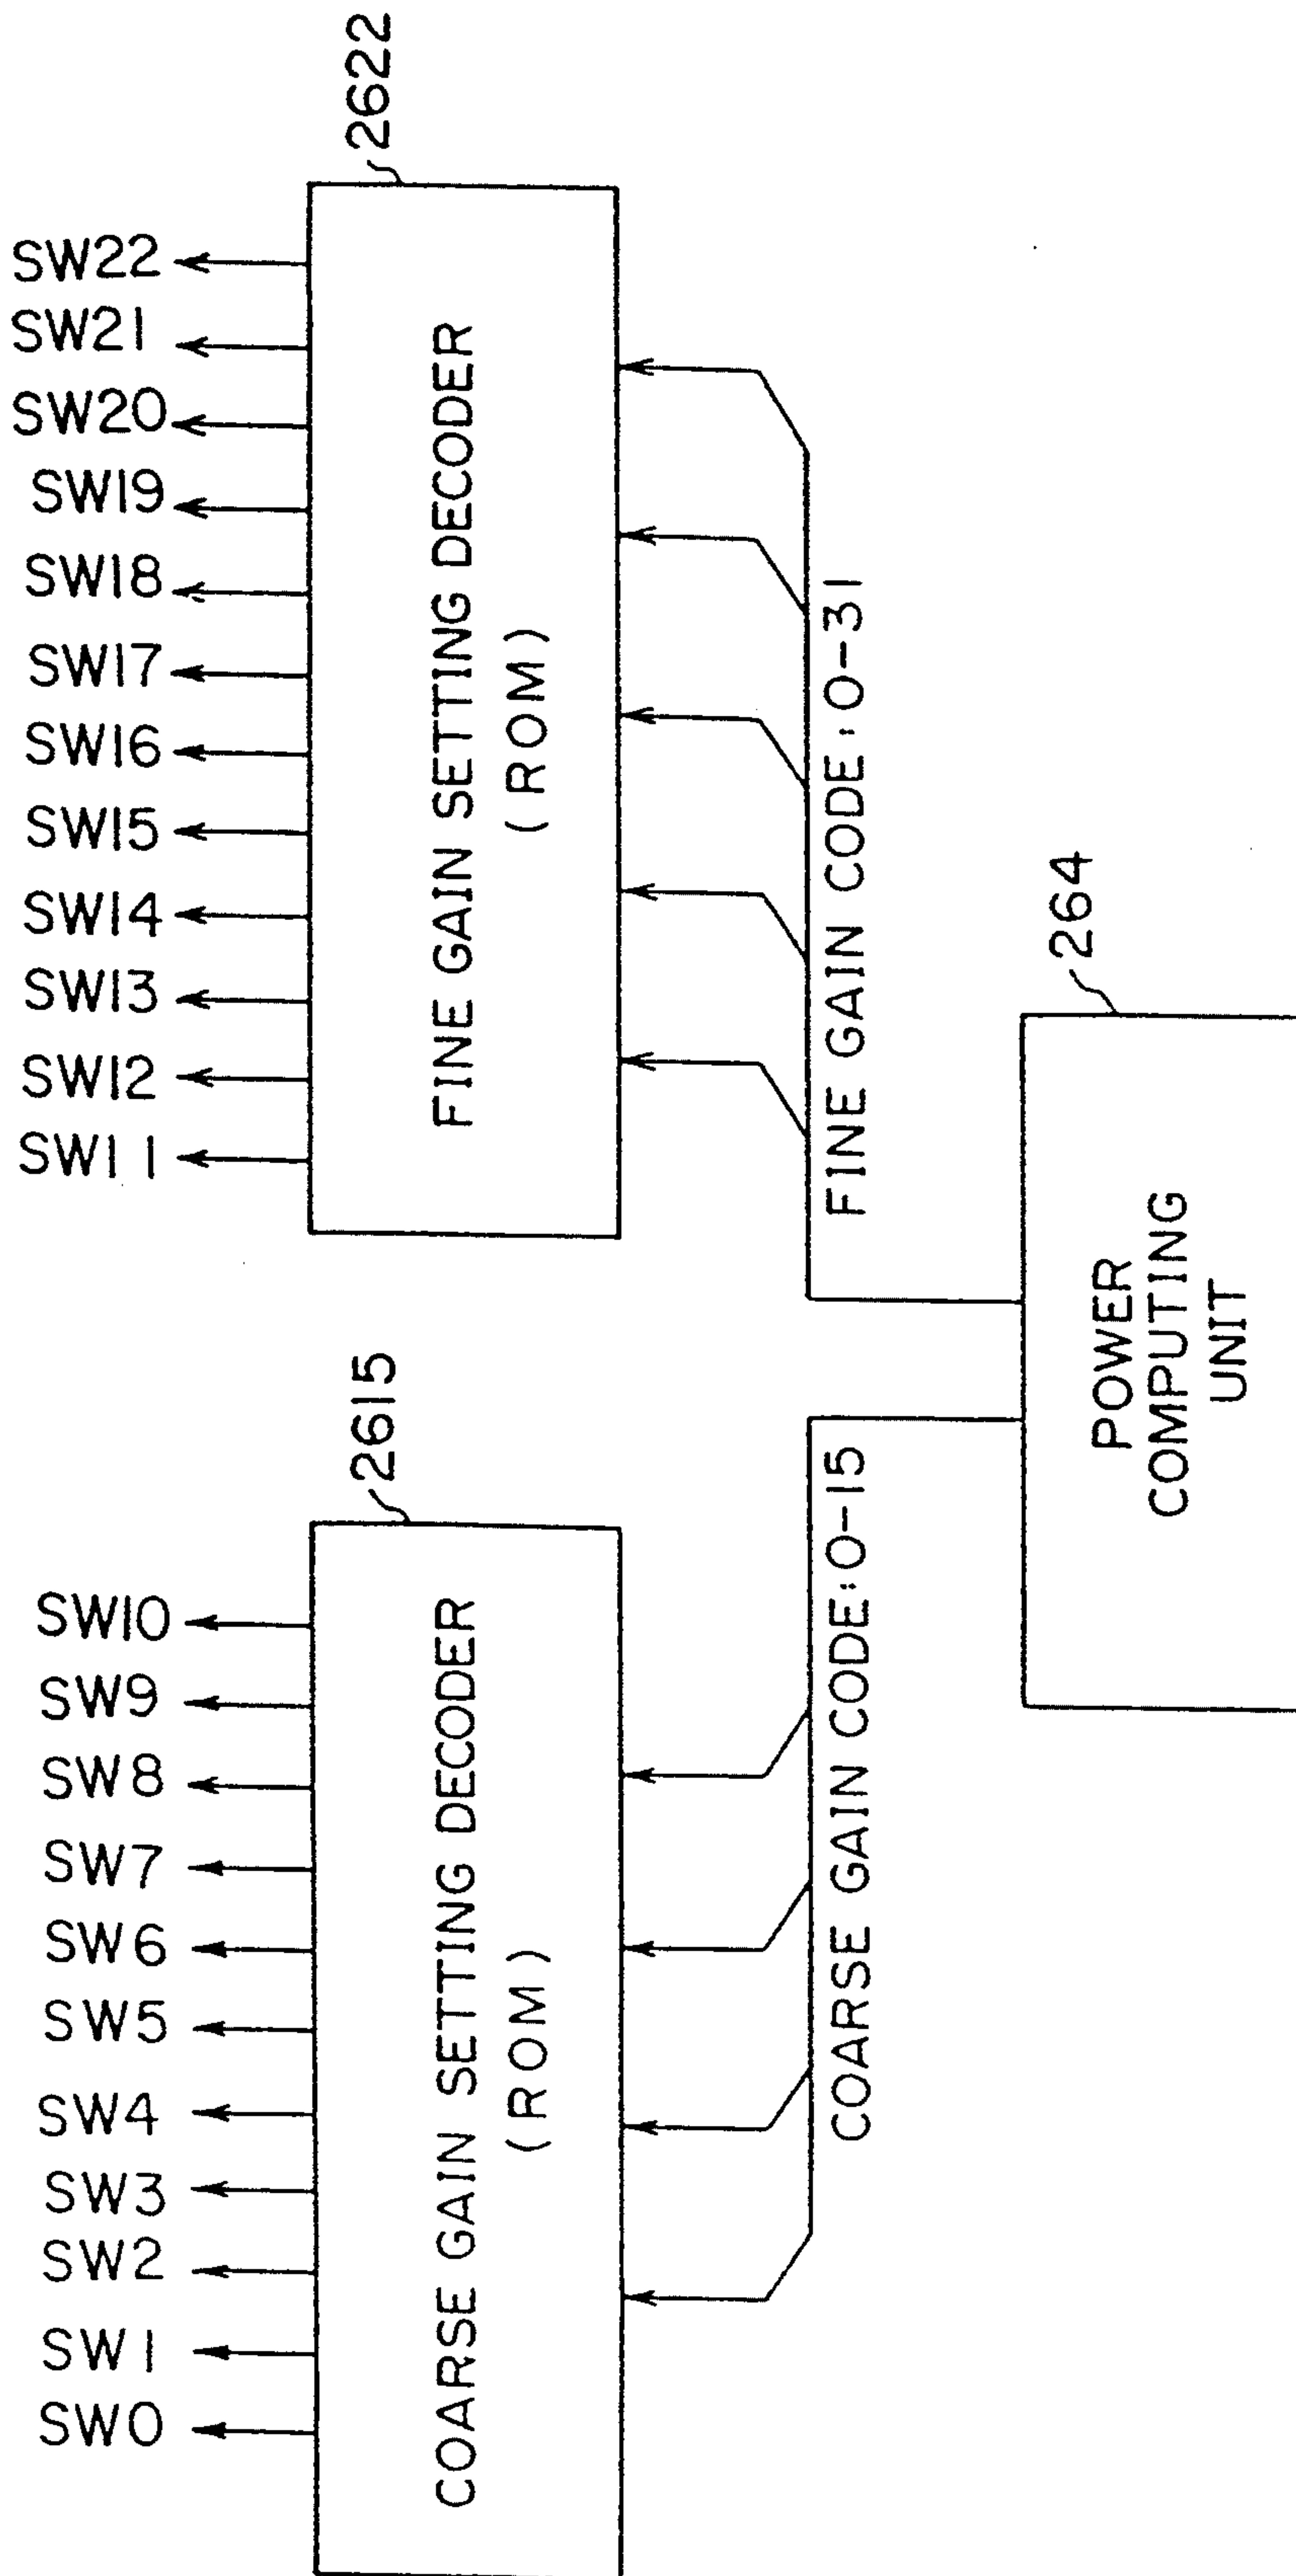 SW0
SW1
SW2
SW3
SW4
SW5
SW6
SW7
SW8
SW9
SW10
SW11
SW12
SW13
SW14
SW15
SW16
SW17
SW18
SW19
SW20
SW21
SW22
2615
COARSE GAIN SETTING DECODER
(ROM)
2622
FINE GAIN SETTING DECODER
(ROM)
COARSE GAIN CODE:0-15
FINE GAIN CODE:0-31
264
POWER
COMPUTING
UNIT